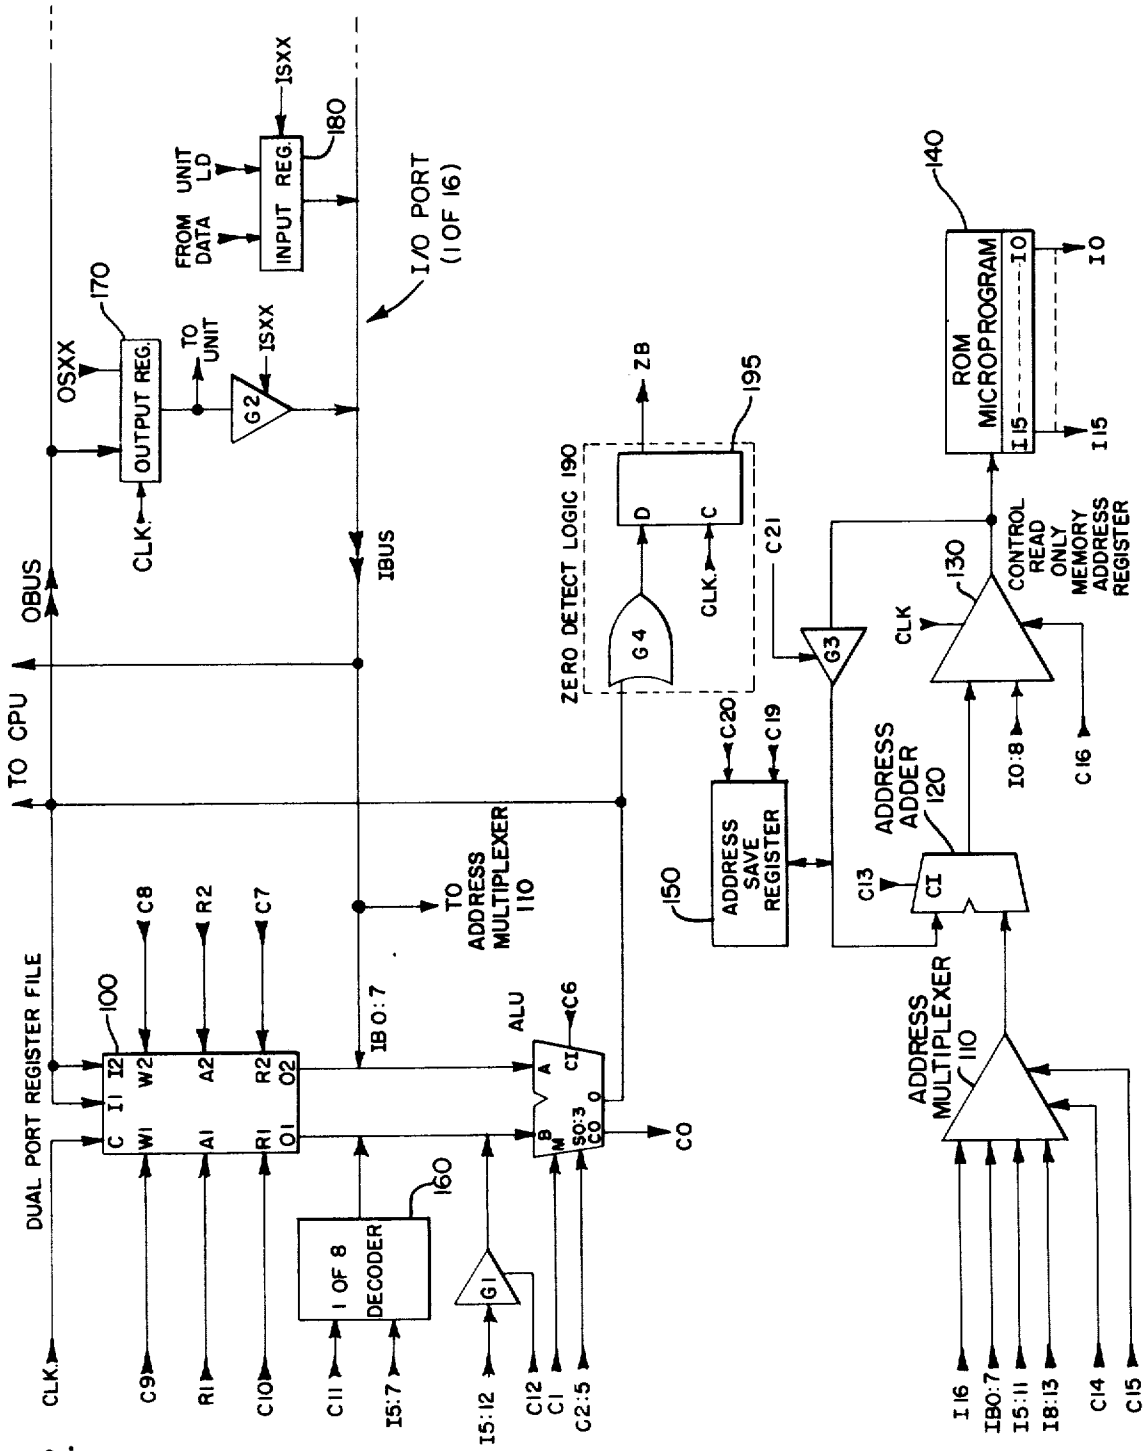 DUAL PORT REGISTER FILE
100
CLK.
C9
R1
C10
C I1 I2
W1 W2
A1 A2
R1 R2
O1 O2
C8
R2
C7
TO CPU
OBUS
IBUS
IB 0:7
TO
ADDRESS
MULTIPLEXER
110
OSXX
170
OUTPUT REG.
CLK.
TO
UNIT
G2
ISXX
FROM UNIT
DATA LD
INPUT REG.
ISXX
180
I/O PORT
(1 OF 16)
1 OF 8
DECODER
160
C11
I5:7
I5:12
G1
C12
C1
C2:5
ALU
B A
M CI
S0:3
CO O
C6
CO
ZERO DETECT LOGIC 190
G4
D
C
CLK.
195
ZB
ADDRESS
SAVE
REGISTER
150
C20
C19
G3
C21
ADDRESS
MULTIPLEXER
110
I16
IB0:7
I5:11
I8:13
C14
C15
ADDRESS
ADDER
120
C13
CI
CLK
130
I0:8
C16
CONTROL
READ
ONLY
MEMORY
ADDRESS
REGISTER
ROM
MICROPROGRAM
I15 I0
140
I15 I0